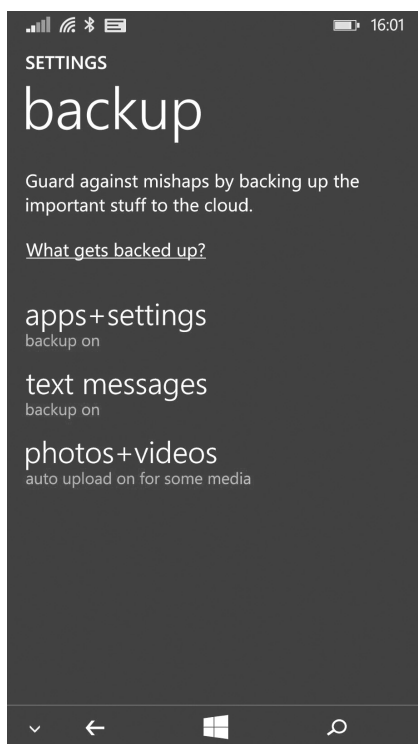 16:01
SETTINGS
backup
Guard against mishaps by backing up the
important stuff to the cloud.
What gets backed up?
apps+settings
backup on
text messages
backup on
photos+videos
auto upload on for some media